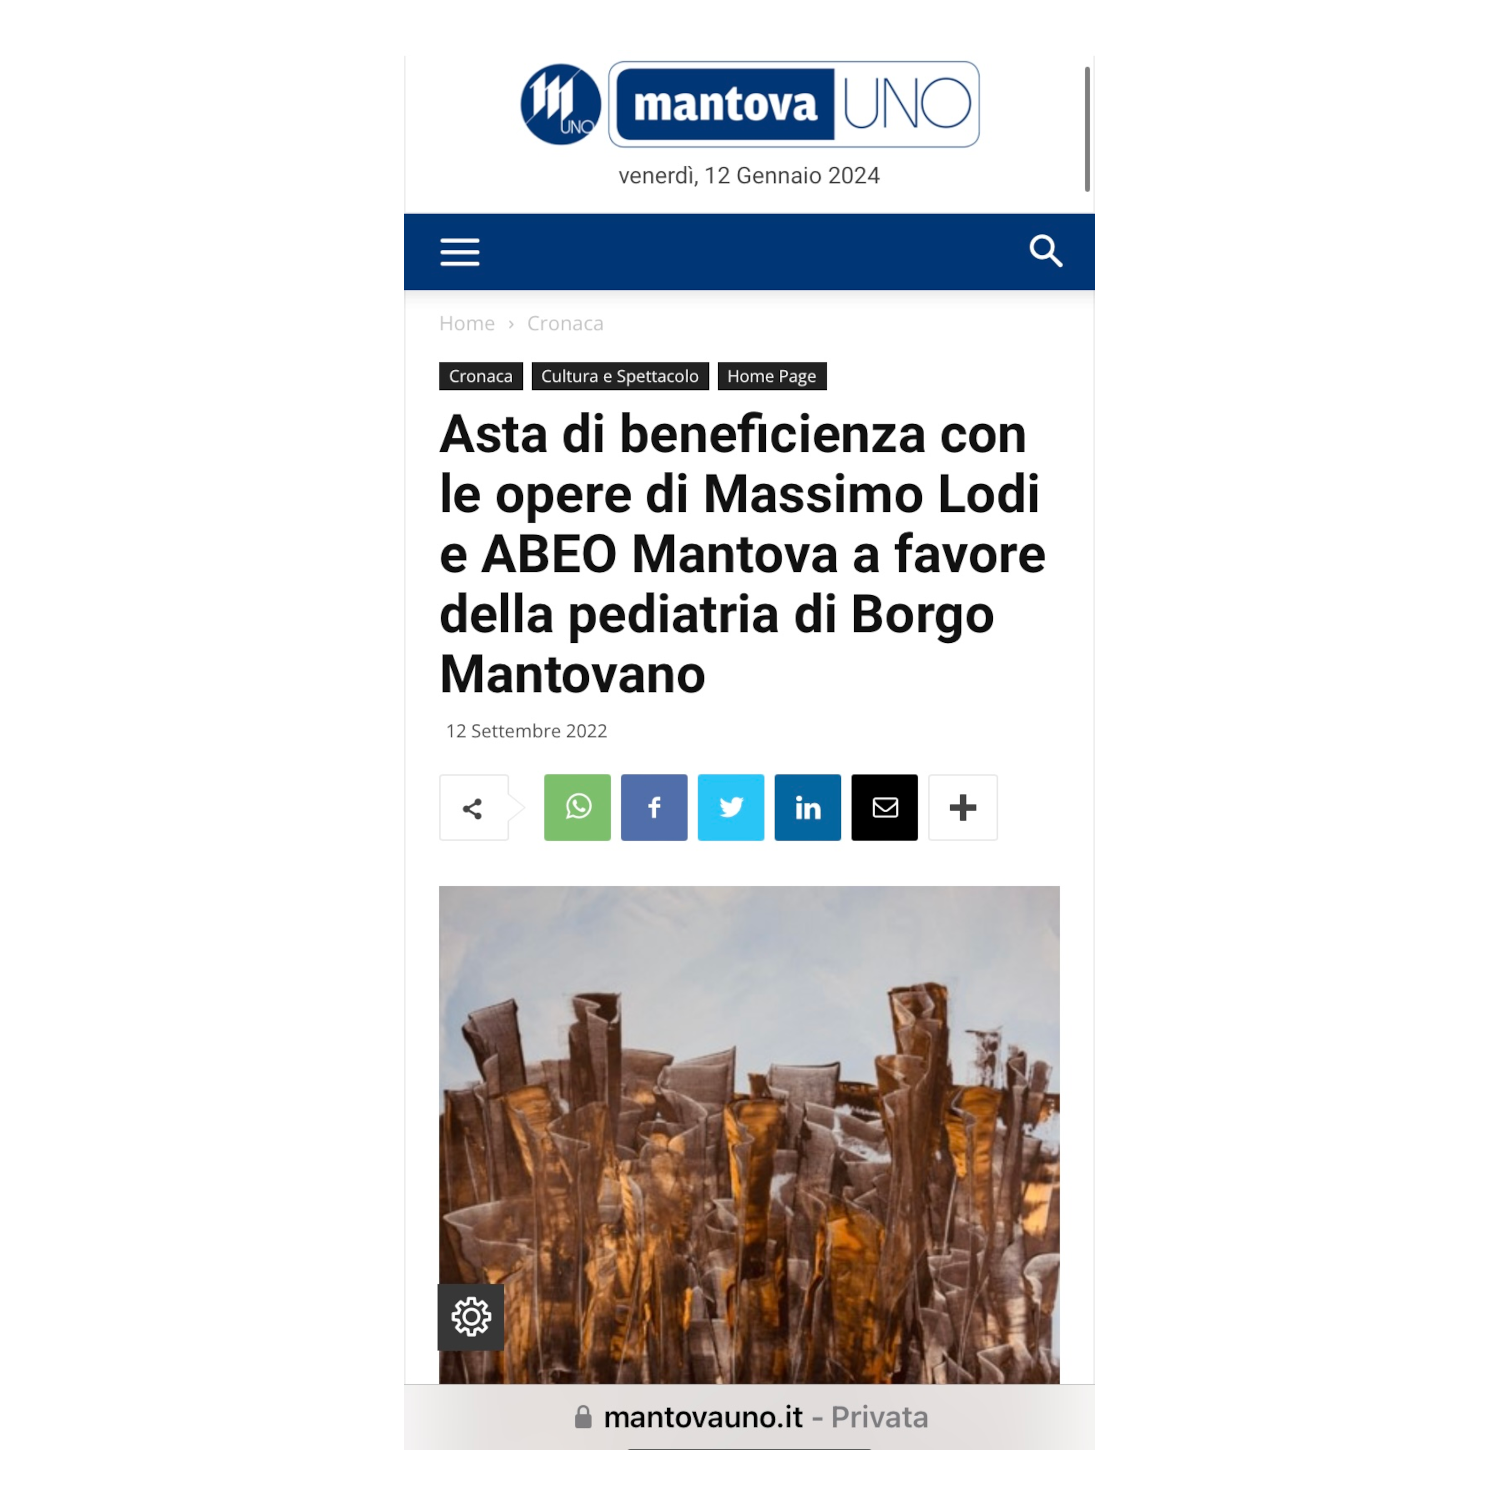 m UNO mantova UNO
venerdì, 12 Gennaio 2024
Home › Cronaca
Cronaca Cultura e Spettacolo Home Page
Asta di beneficienza con
le opere di Massimo Lodi
e ABEO Mantova a favore
della pediatria di Borgo
Mantovano
12 Settembre 2022
mantovauno.it - Privata